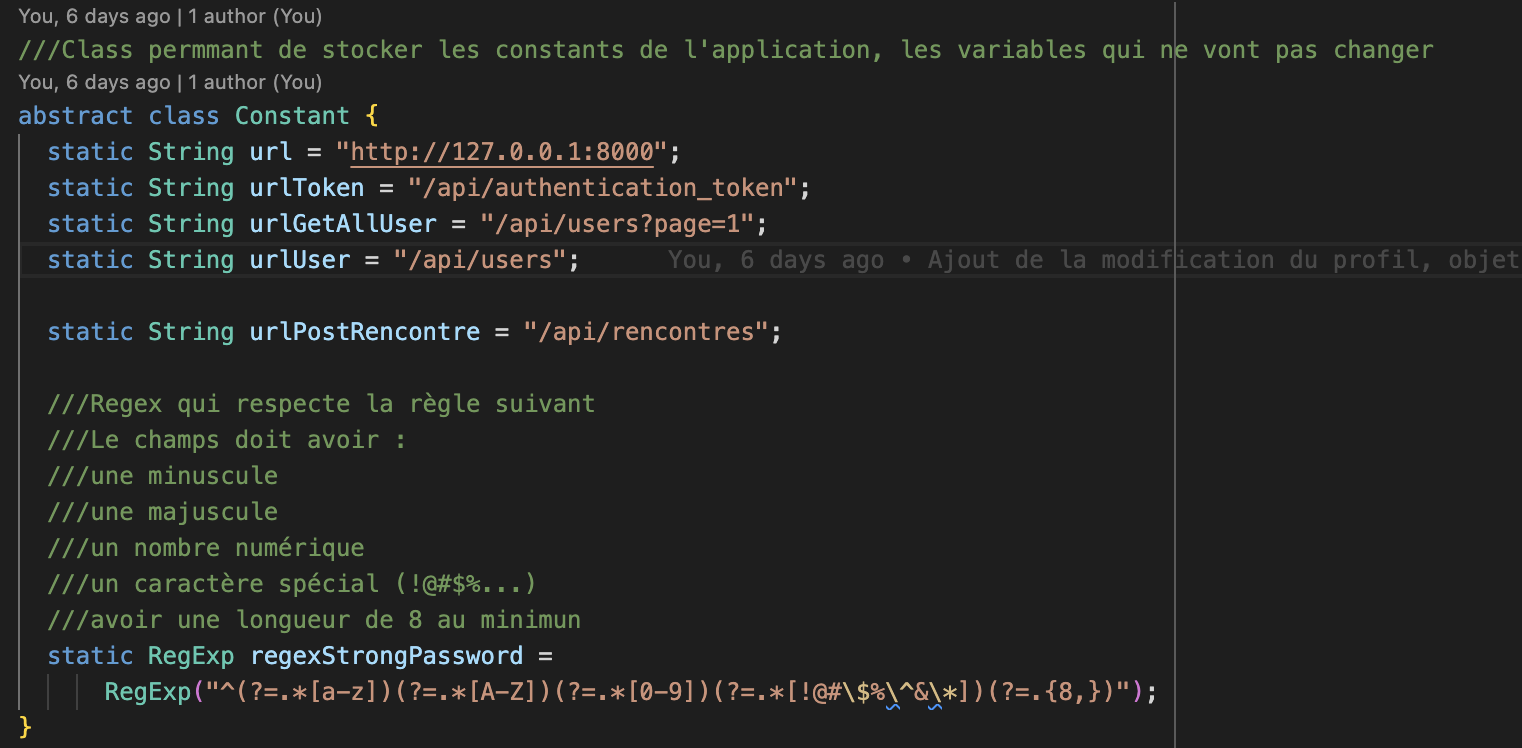 You, 6 days ago | 1 author (You)
///Class permmant de stocker les constants de l'application, les variables qui ne vont pas changer
You, 6 days ago | 1 author (You)
abstract class Constant {
static String url = "http://127.0.0.1:8000";
static String urlToken = "/api/authentication_token";
static String urlGetAllUser = "/api/users?page=1";
static String urlUser = "/api/users"; You, 6 days ago • Ajout de la modification du profil, objet
static String urlPostRencontre = "/api/rencontres";
///Regex qui respecte la règle suivant
///Le champs doit avoir :
///une minuscule
///une majuscule
///un nombre numérique
///un caractère spécial (!@#$%...)
///avoir une longueur de 8 au minimun
static RegExp regexStrongPassword =
RegExp("^(?=.*[a-z])(?=.*[A-Z])(?=.*[0-9])(?=.*[!@#\$%\^&\*])(?=.{8,})");
}